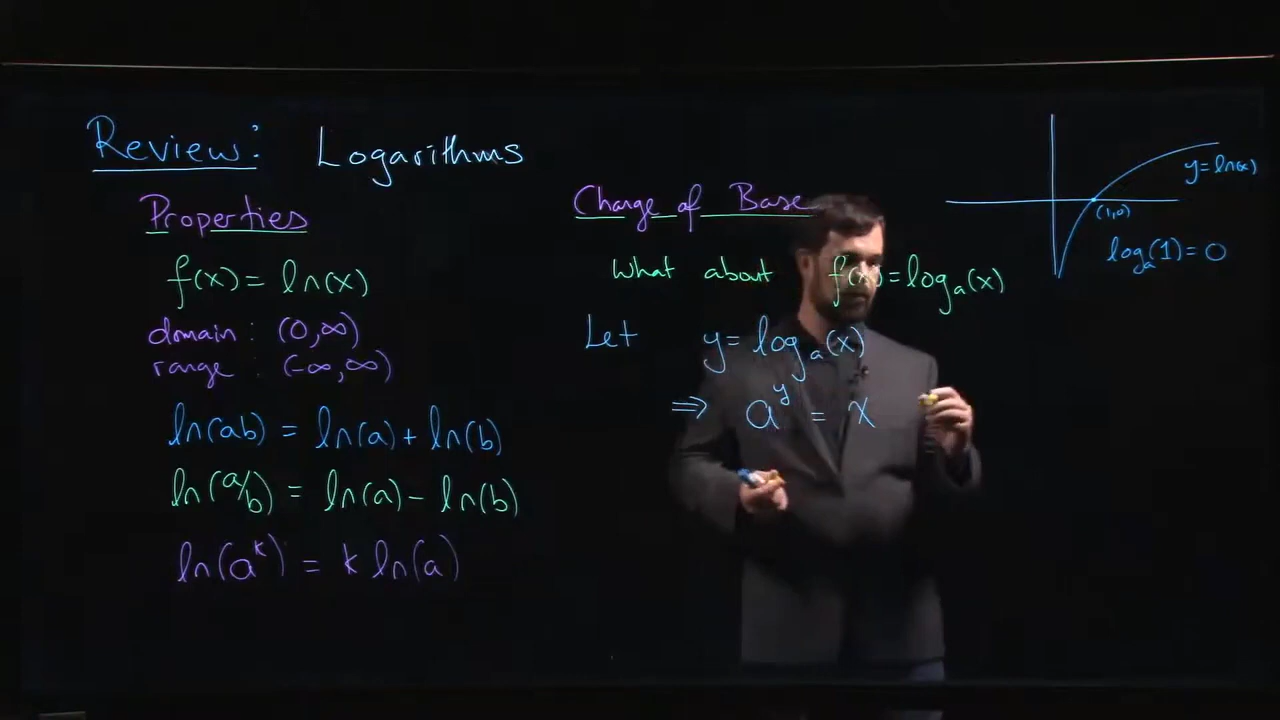 Review: Logarithms
Properties
f(x) = ln(x)
domain : (0,∞)
range : (-∞,∞)
ln(ab) = ln(a) + ln(b)
ln(a/b) = ln(a) - ln(b)
ln(a^k) = k ln(a)
Change of Base
What about f(x) = log_a(x)
Let y = log_a(x)
⇒ a^y = x
y = ln(x)
(1,0)
log_a(1) = 0